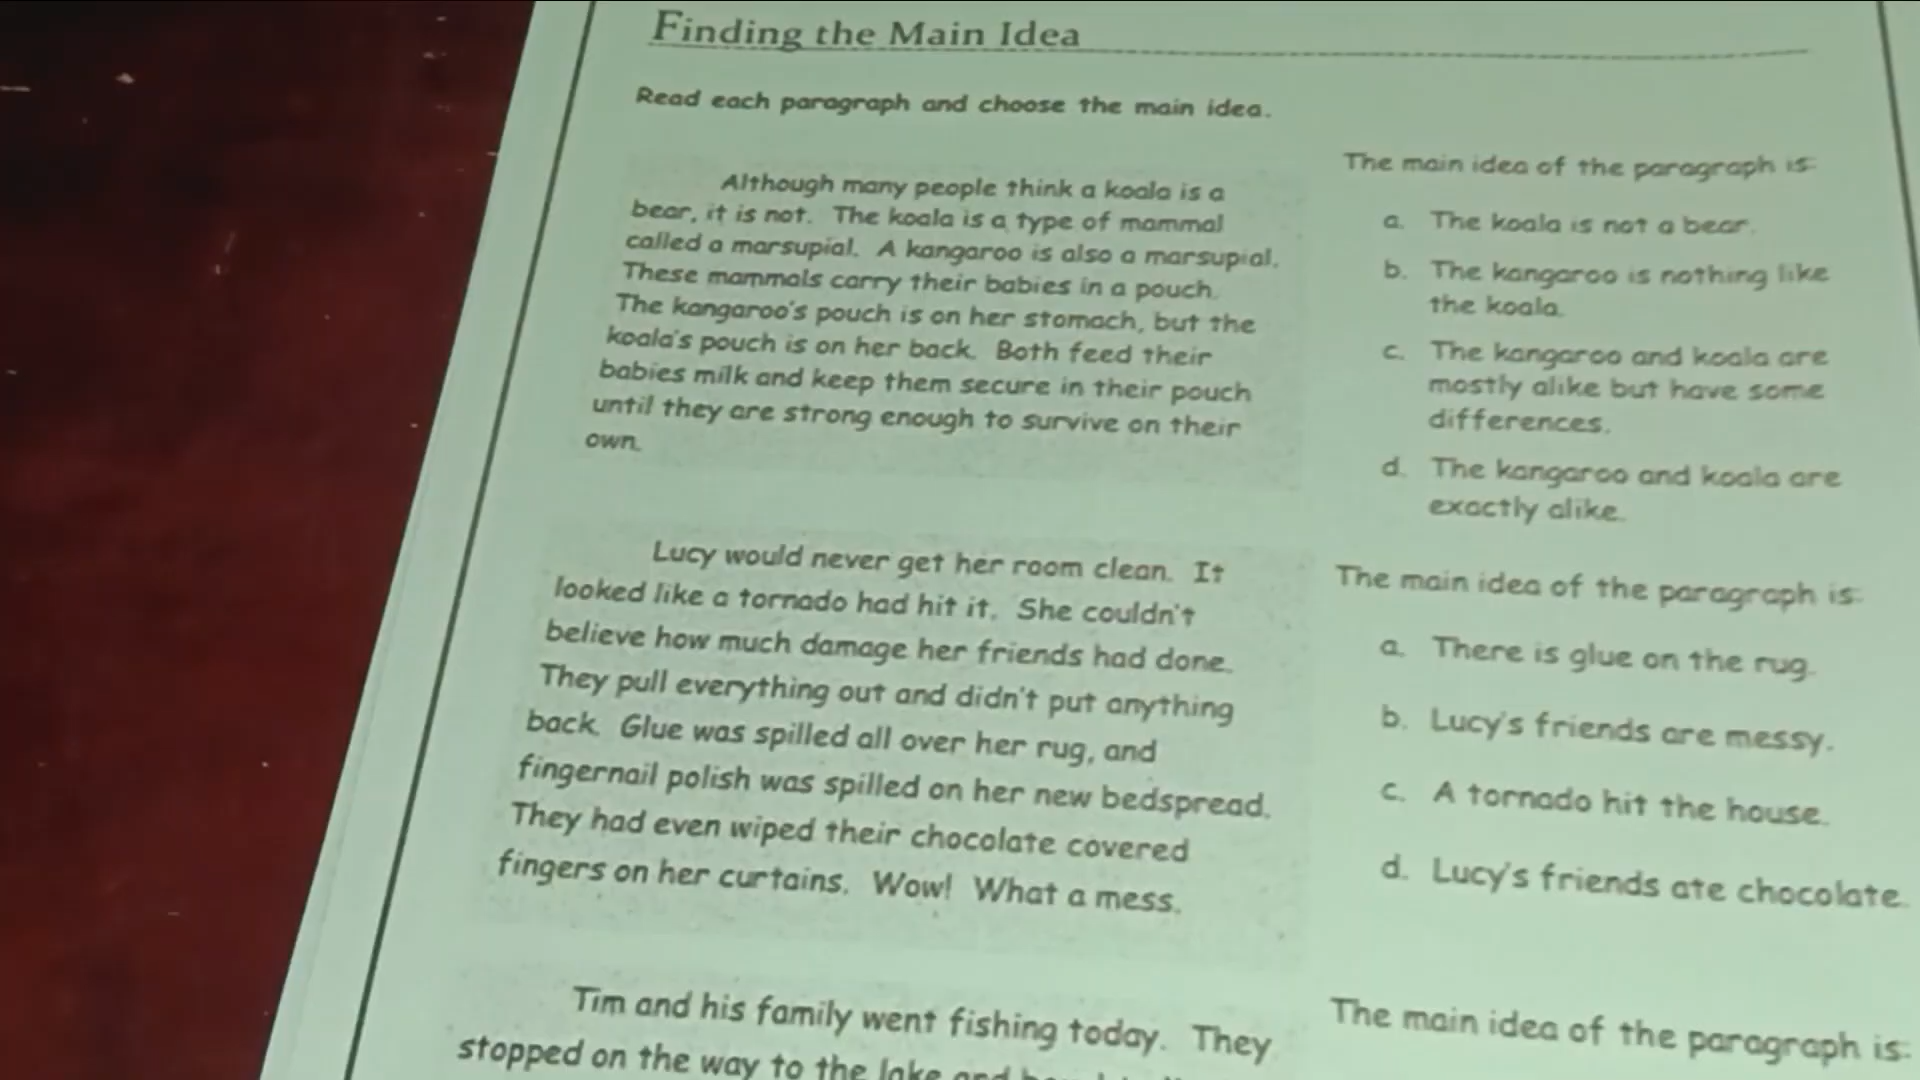 Finding the Main Idea
Read each paragraph and choose the main idea.
Although many people think a koala is a
bear, it is not. The koala is a type of mammal
called a marsupial. A kangaroo is also a marsupial.
These mammals carry their babies in a pouch.
The kangaroo's pouch is on her stomach, but the
koala's pouch is on her back. Both feed their
babies milk and keep them secure in their pouch
until they are strong enough to survive on their
own.
The main idea of the paragraph is:
a. The koala is not a bear.
b. The kangaroo is nothing like
the koala.
c. The kangaroo and koala are
mostly alike but have some
differences.
d. The kangaroo and koala are
exactly alike.
Lucy would never get her room clean. It
looked like a tornado had hit it. She couldn't
believe how much damage her friends had done.
They pull everything out and didn't put anything
back. Glue was spilled all over her rug, and
fingernail polish was spilled on her new bedspread.
They had even wiped their chocolate covered
fingers on her curtains. Wow! What a mess.
The main idea of the paragraph is:
a. There is glue on the rug.
b. Lucy's friends are messy.
c. A tornado hit the house.
d. Lucy's friends ate chocolate.
Tim and his family went fishing today. They
stopped on the way to the lake and
The main idea of the paragraph is: